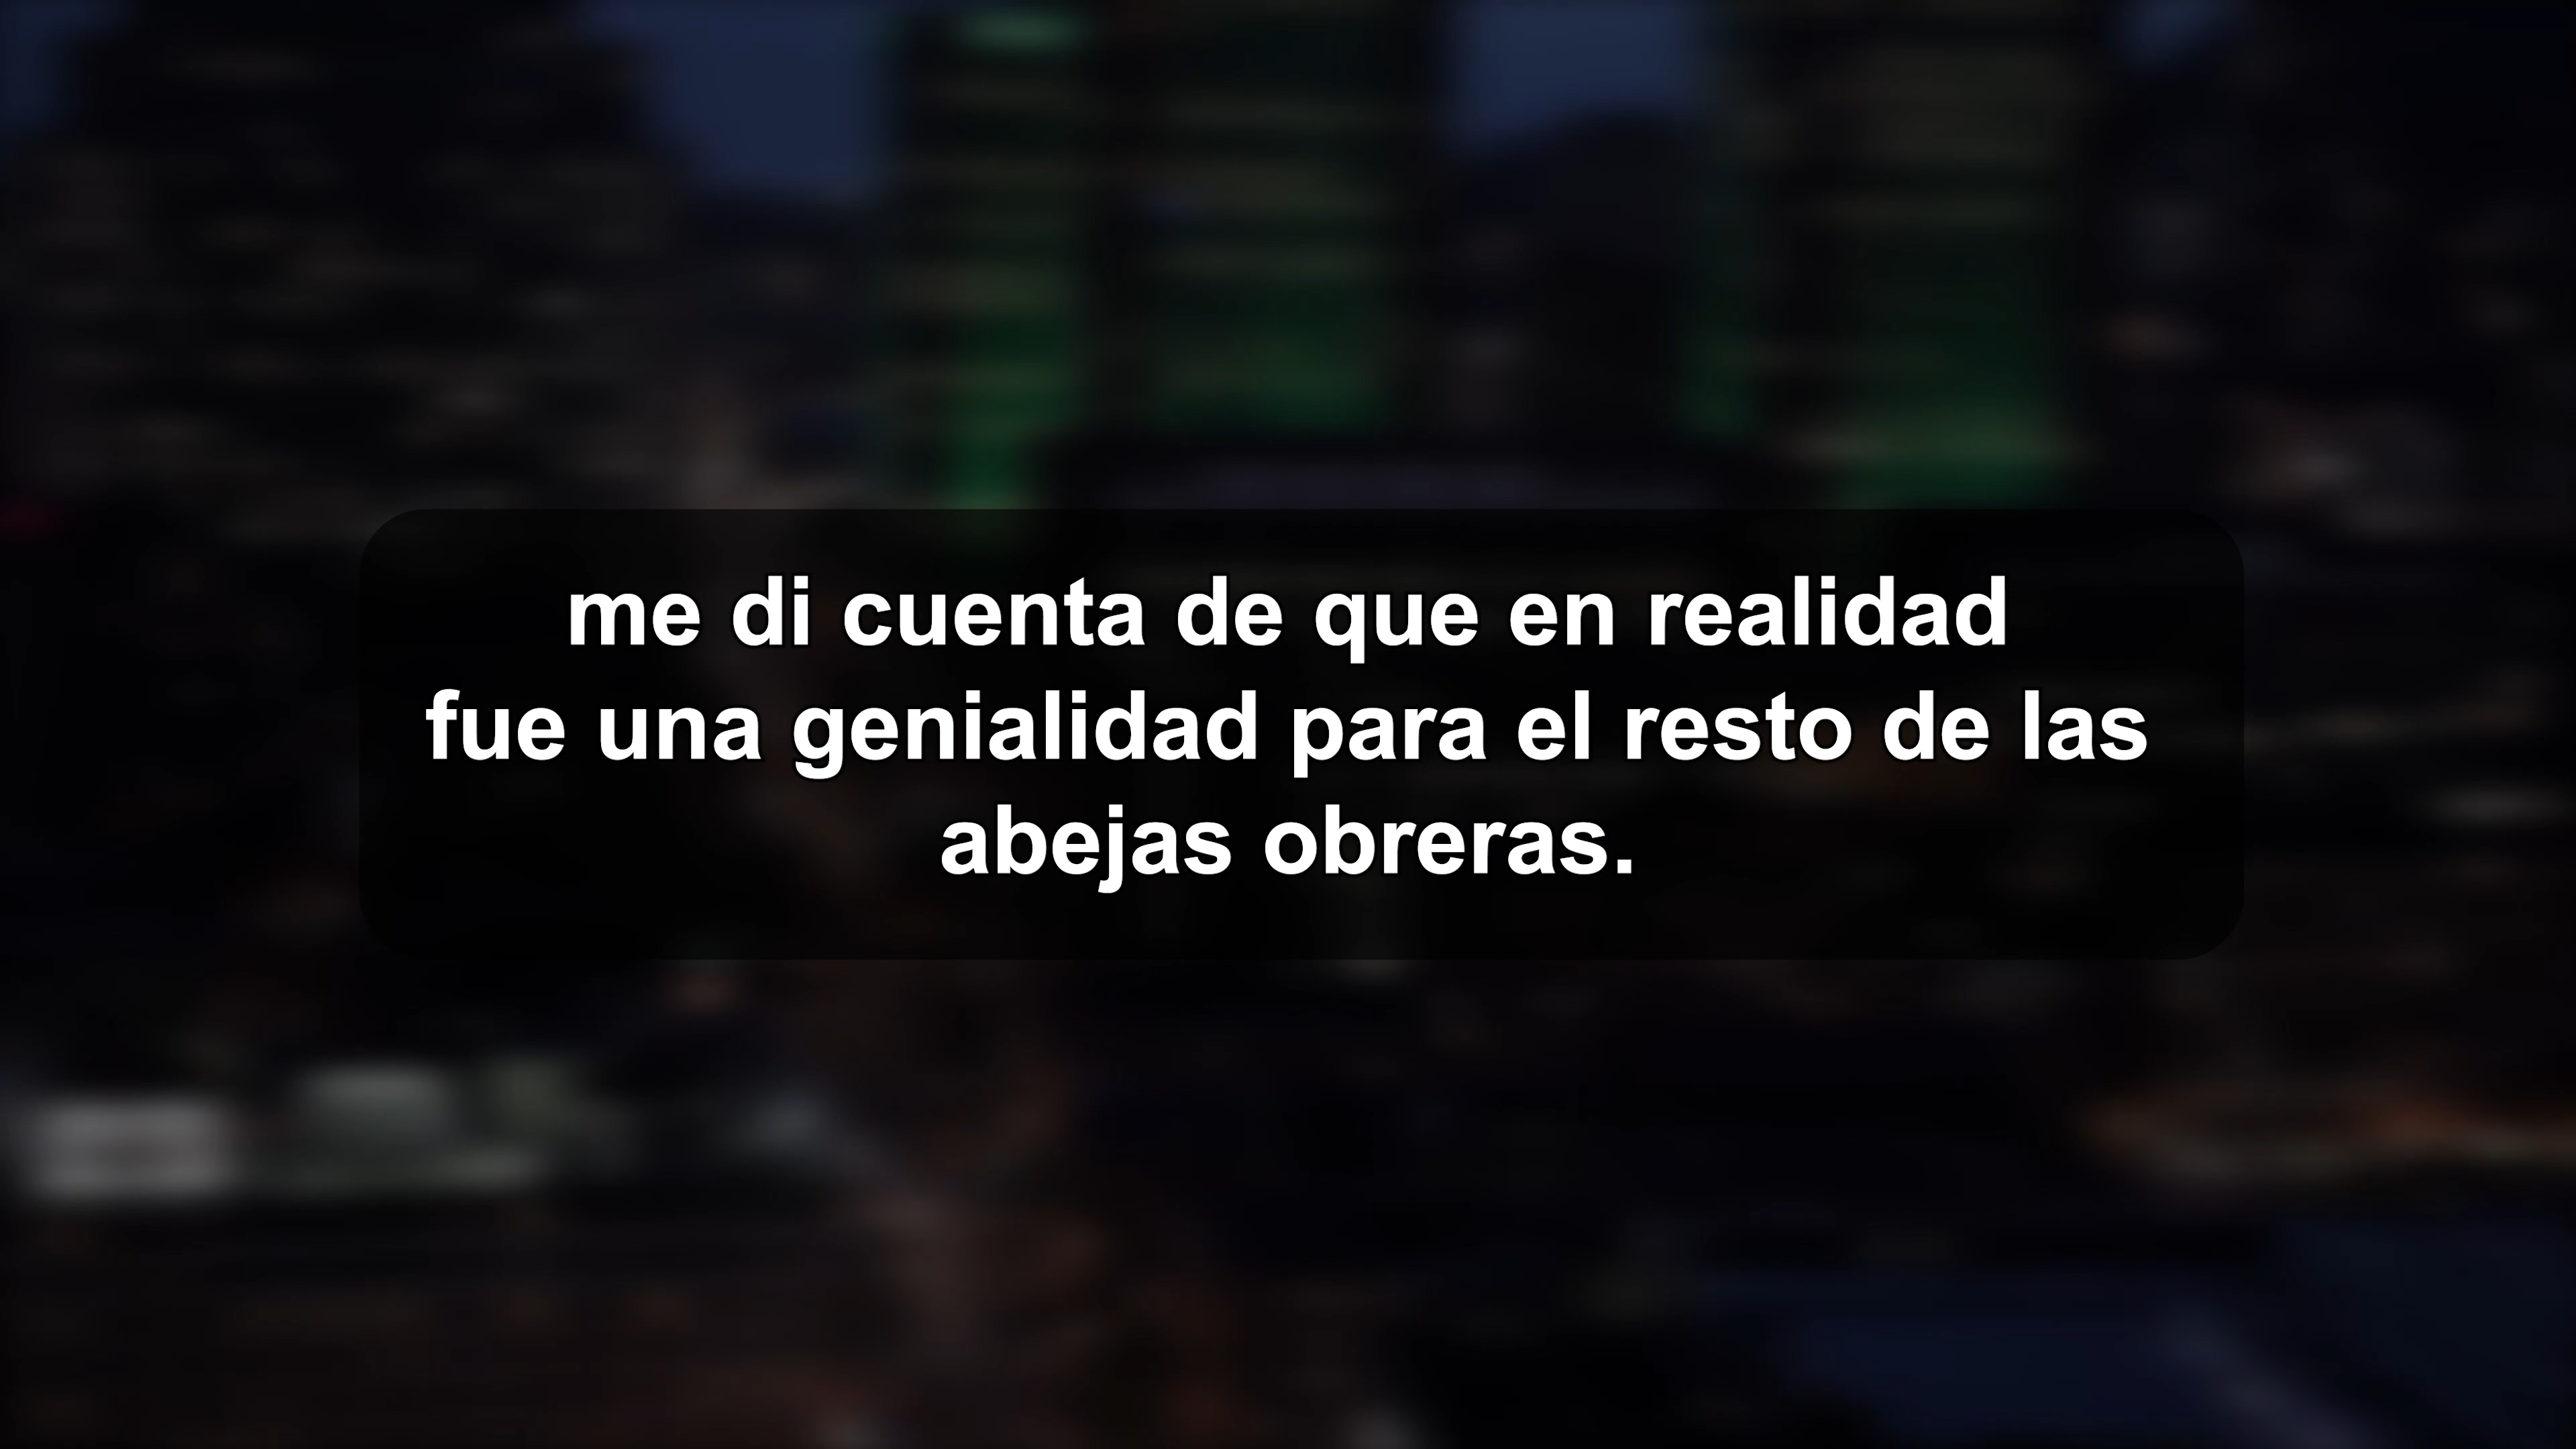 me di cuenta de que en realidad
fue una genialidad para el resto de las
abejas obreras.